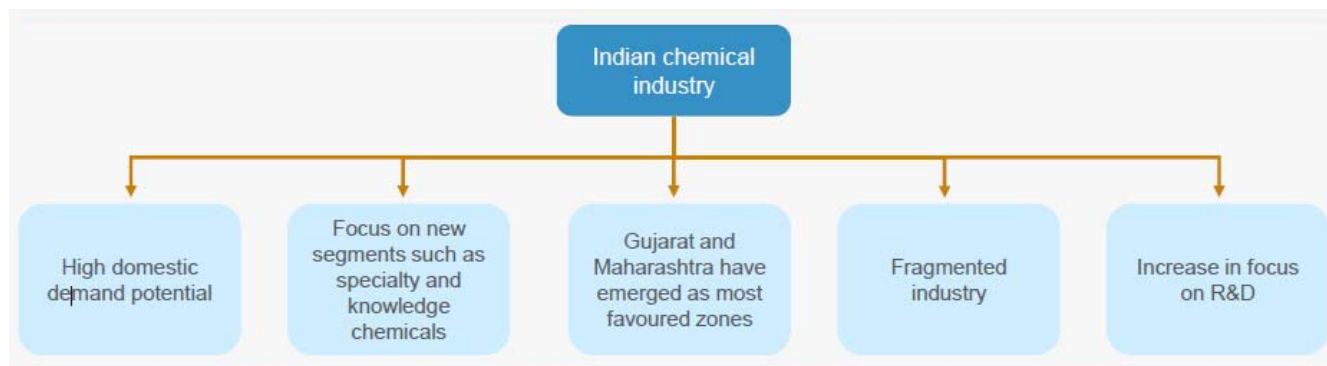 Indian chemical
industry
High domestic
demand potential
Focus on new
segments such as
specialty and
knowledge
chemicals
Gujarat and
Maharashtra have
emerged as most
favoured zones
Fragmented
industry
Increase in focus
on R&D